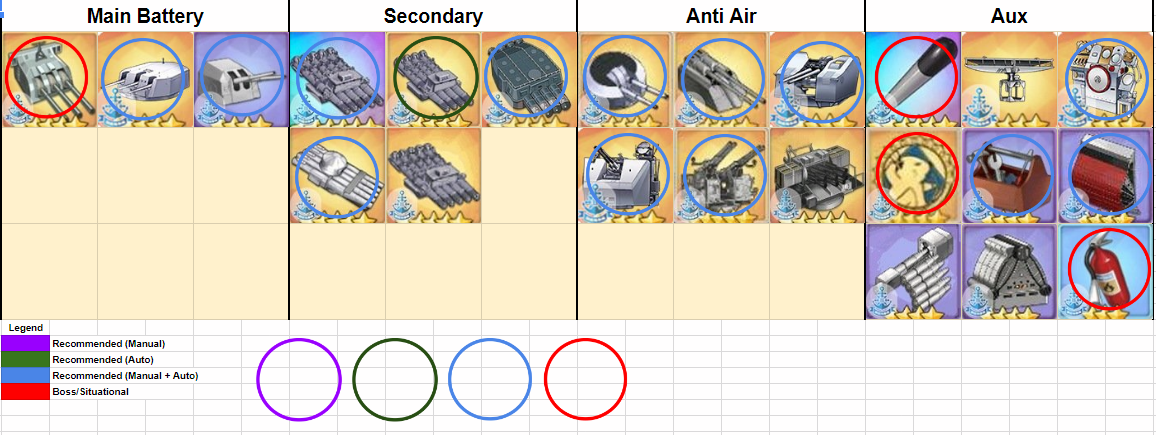 Main Battery Secondary Anti Air Aux
Legend
Recommended (Manual)
Recommended (Auto)
Recommended (Manual + Auto)
Boss/Situational